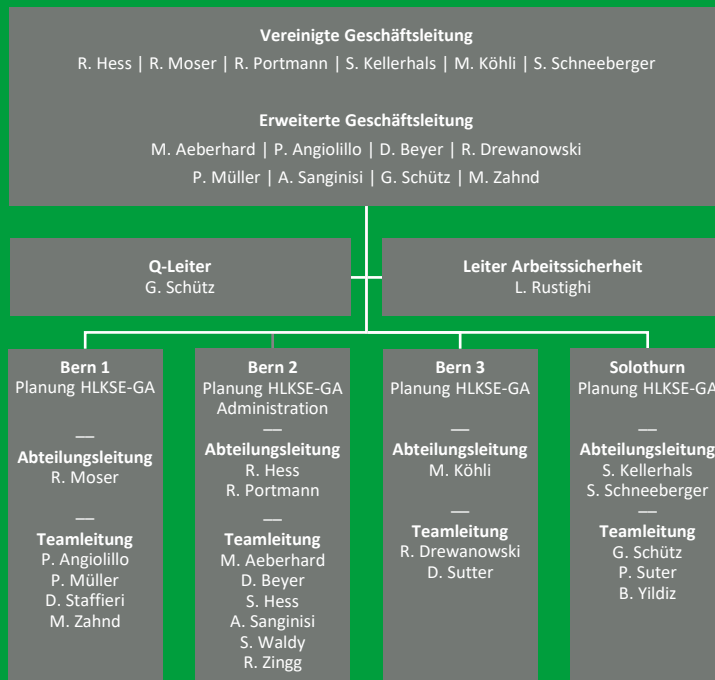 Vereinigte Geschäftsleitung
R. Hess | R. Moser | R. Portmann | S. Kellerhals | M. Köhli | S. Schneeberger
Erweiterte Geschäftsleitung
M. Aeberhard | P. Angiolillo | D. Beyer | R. Drewanowski
P. Müller | A. Sanginisi | G. Schütz | M. Zahnd
Q-Leiter
G. Schütz
Leiter Arbeitssicherheit
L. Rustighi
Bern 1
Planung HLKSE-GA
Abteilungsleitung
R. Moser
Teamleitung
P. Angiolillo
P. Müller
D. Staffieri
M. Zahnd
Bern 2
Planung HLKSE-GA
Administration
Abteilungsleitung
R. Hess
R. Portmann
Teamleitung
M. Aeberhard
D. Beyer
S. Hess
A. Sanginisi
S. Waldy
R. Zingg
Bern 3
Planung HLKSE-GA
Abteilungsleitung
M. Köhli
Teamleitung
R. Drewanowski
D. Sutter
Solothurn
Planung HLKSE-GA
Abteilungsleitung
S. Kellerhals
S. Schneeberger
Teamleitung
G. Schütz
P. Suter
B. Yildiz